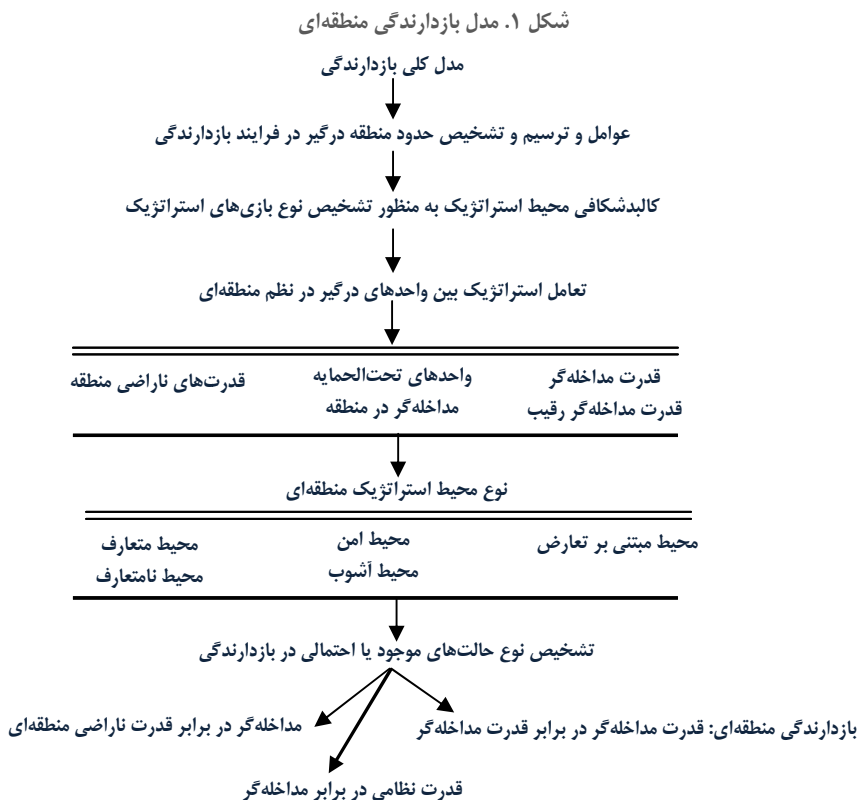 شکل ۱. مدل بازدارندگی منطقه‌ای
مدل کلی بازدارندگی
عوامل و ترسیم و تشخیص حدود منطقه درگیر در فرایند بازدارندگی
کالبدشکافی محیط استراتژیک به منظور تشخیص نوع بازی‌های استراتژیک
تعامل استراتژیک بین واحدهای درگیر در نظم منطقه‌ای
قدرت مداخله‌گر
قدرت مداخله‌گر رقیب
واحدهای تحت‌الحمایه
مداخله‌گر در منطقه
قدرت‌های ناراضی منطقه
نوع محیط استراتژیک منطقه‌ای
محیط مبتنی بر تعارض
محیط امن
محیط آشوب
محیط متعارف
محیط نامتعارف
تشخیص نوع حالت‌های موجود یا احتمالی در بازدارندگی
بازدارندگی منطقه‌ای: قدرت مداخله‌گر در برابر قدرت مداخله‌گر
مداخله‌گر در برابر قدرت ناراضی منطقه‌ای
قدرت نظامی در برابر مداخله‌گر